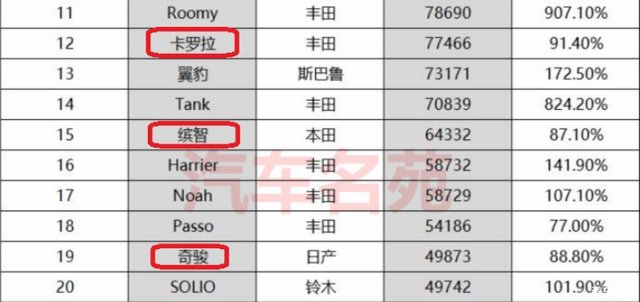 11 Roomy 丰田 78690 907.10%
12 卡罗拉 丰田 77466 91.40%
13 翼豹 斯巴鲁 73171 172.50%
14 Tank 丰田 70839 824.20%
15 缤智 本田 64332 87.10%
16 Harrier 丰田 58732 141.90%
17 Noah 丰田 58729 107.10%
18 Passo 丰田 54186 77.00%
19 奇骏 日产 49873 88.80%
20 SOLIO 铃木 49742 101.90%
汽车名苑